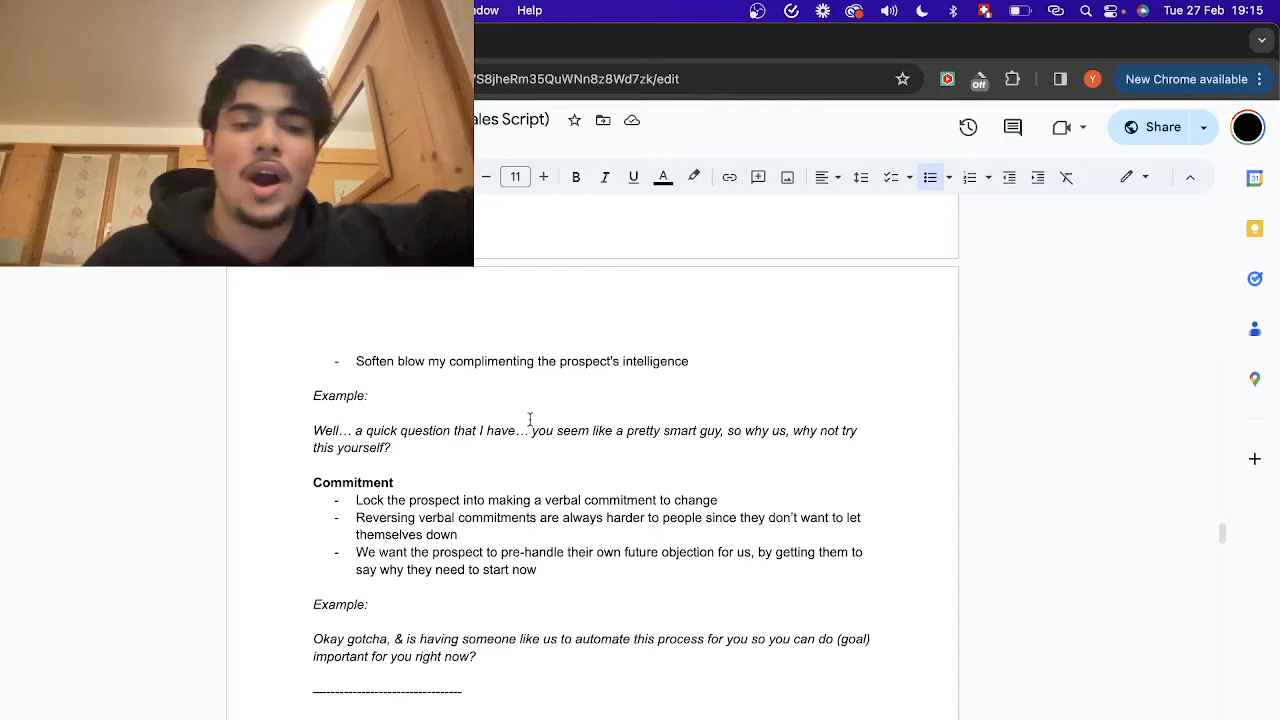 ndow Help Tue 27 Feb 19:15
/S8jheRm35QuWNn8z8Wd7zk/edit Off Y New Chrome available
ales Script) Share
11 B I U A
31
- Soften blow my complimenting the prospect's intelligence
Example:
Well… a quick question that I have… you seem like a pretty smart guy, so why us, why not try
this yourself?
Commitment
- Lock the prospect into making a verbal commitment to change
- Reversing verbal commitments are always harder to people since they don't want to let
themselves down
- We want the prospect to pre-handle their own future objection for us, by getting them to
say why they need to start now
Example:
Okay gotcha, & is having someone like us to automate this process for you so you can do (goal)
important for you right now?
—--------------------------------